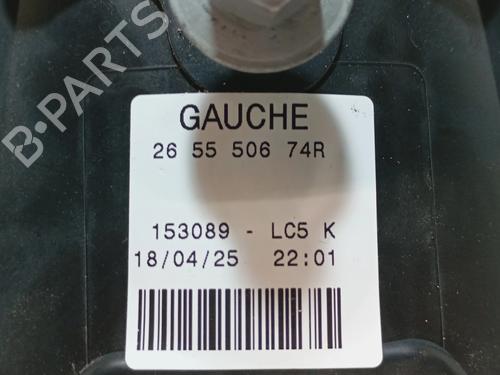 B-PARTS
GAUCHE
26 55 506 74R
153089 - LC5 K
18/04/25 22:01